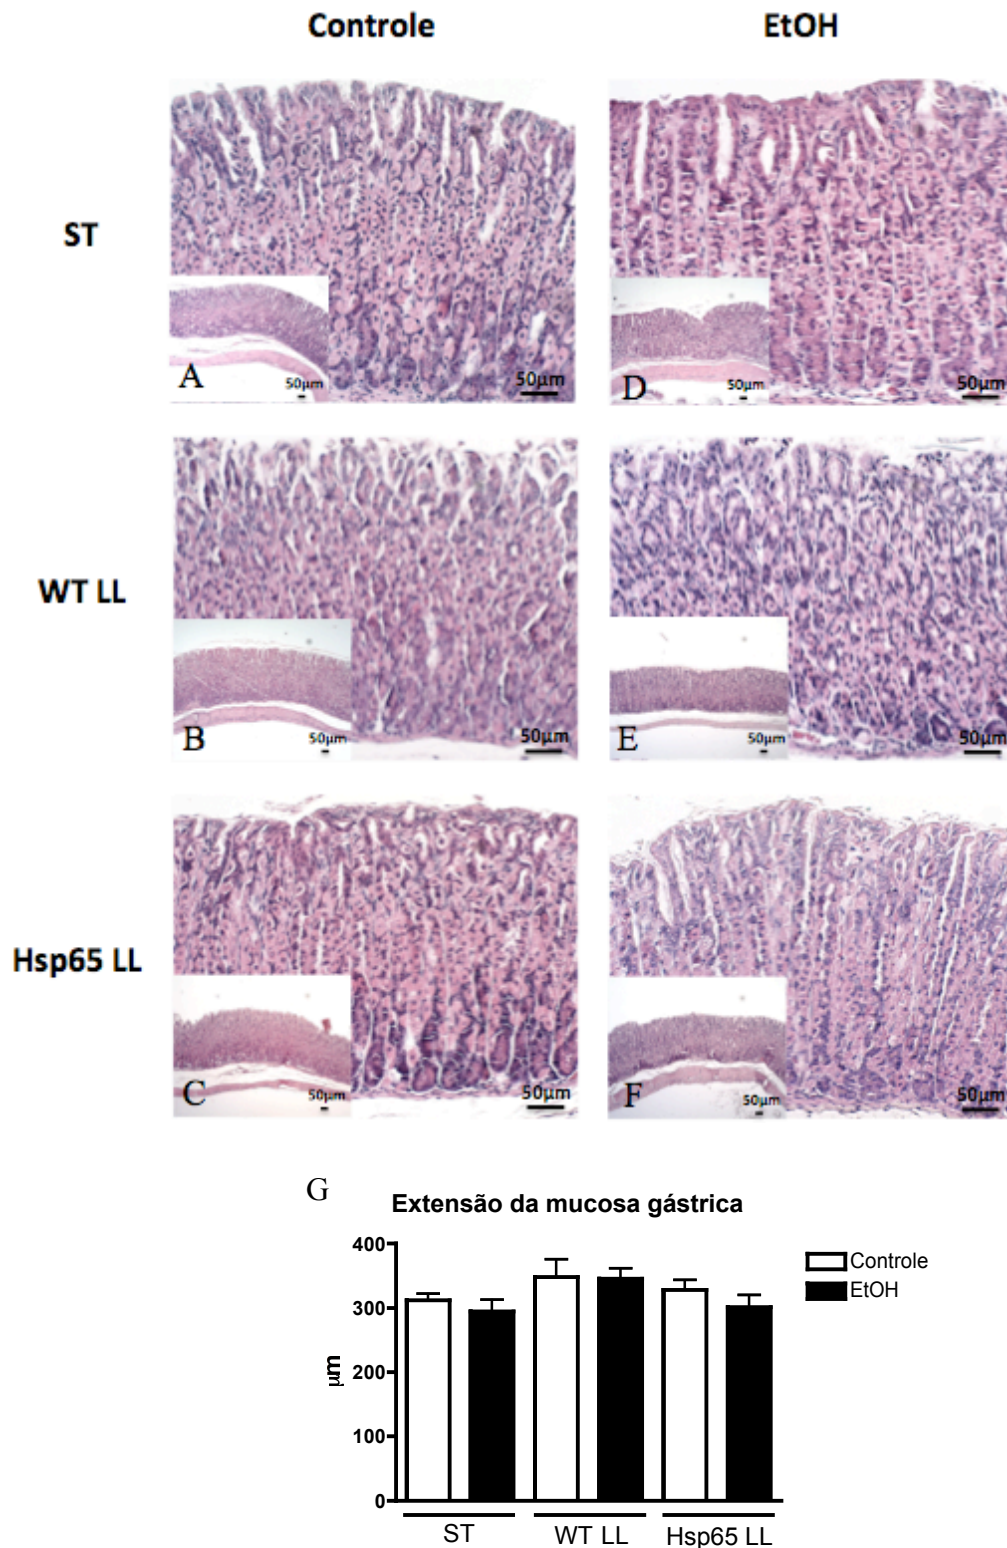 Controle
EtOH
ST
A
50μm
50μm
D
50μm
50μm
WT LL
B
50μm
50μm
E
50μm
50μm
Hsp65 LL
C
50μm
50μm
F
50μm
50μm
G
Extensão da mucosa gástrica
400
300
200
100
0
μm
Controle
EtOH
ST
WT LL
Hsp65 LL